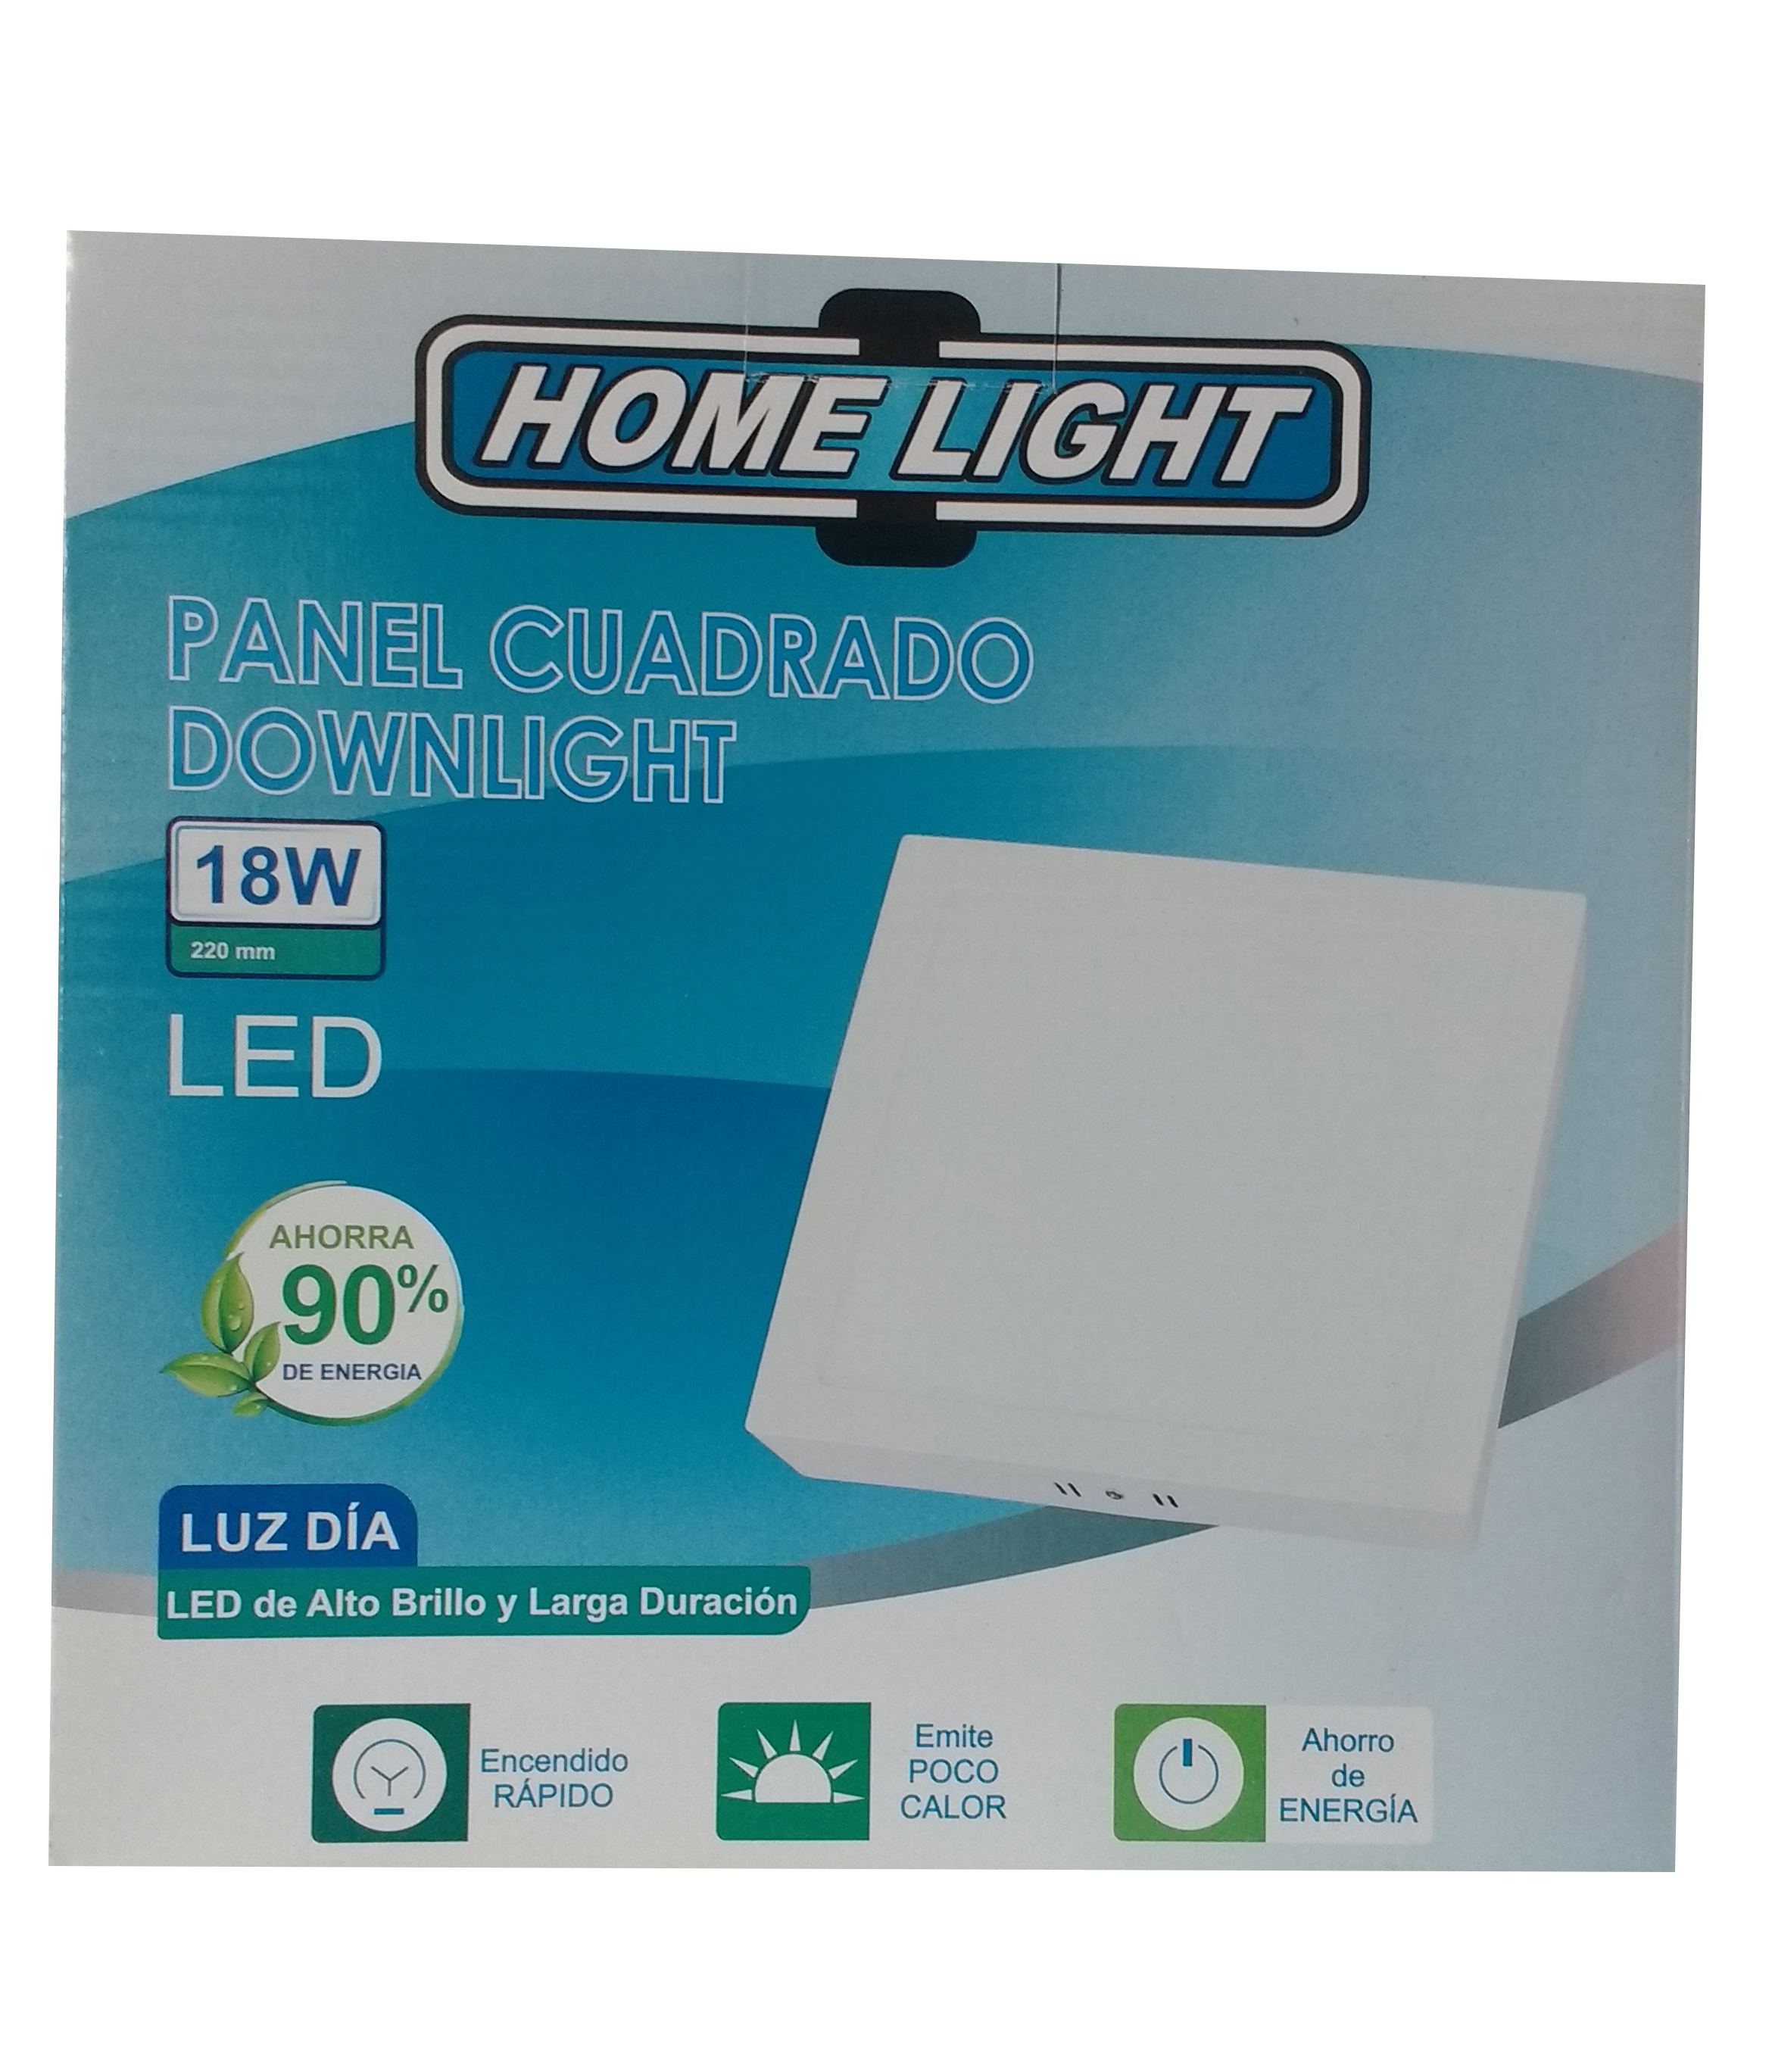 HOME LIGHT
PANEL CUADRADO
DOWNLIGHT
18W
220 mm
LED
AHORRA
90%
DE ENERGIA
LUZ DÍA
LED de Alto Brillo y Larga Duración
Encendido
RÁPIDO
Emite
POCO
CALOR
Ahorro
de
ENERGÍA